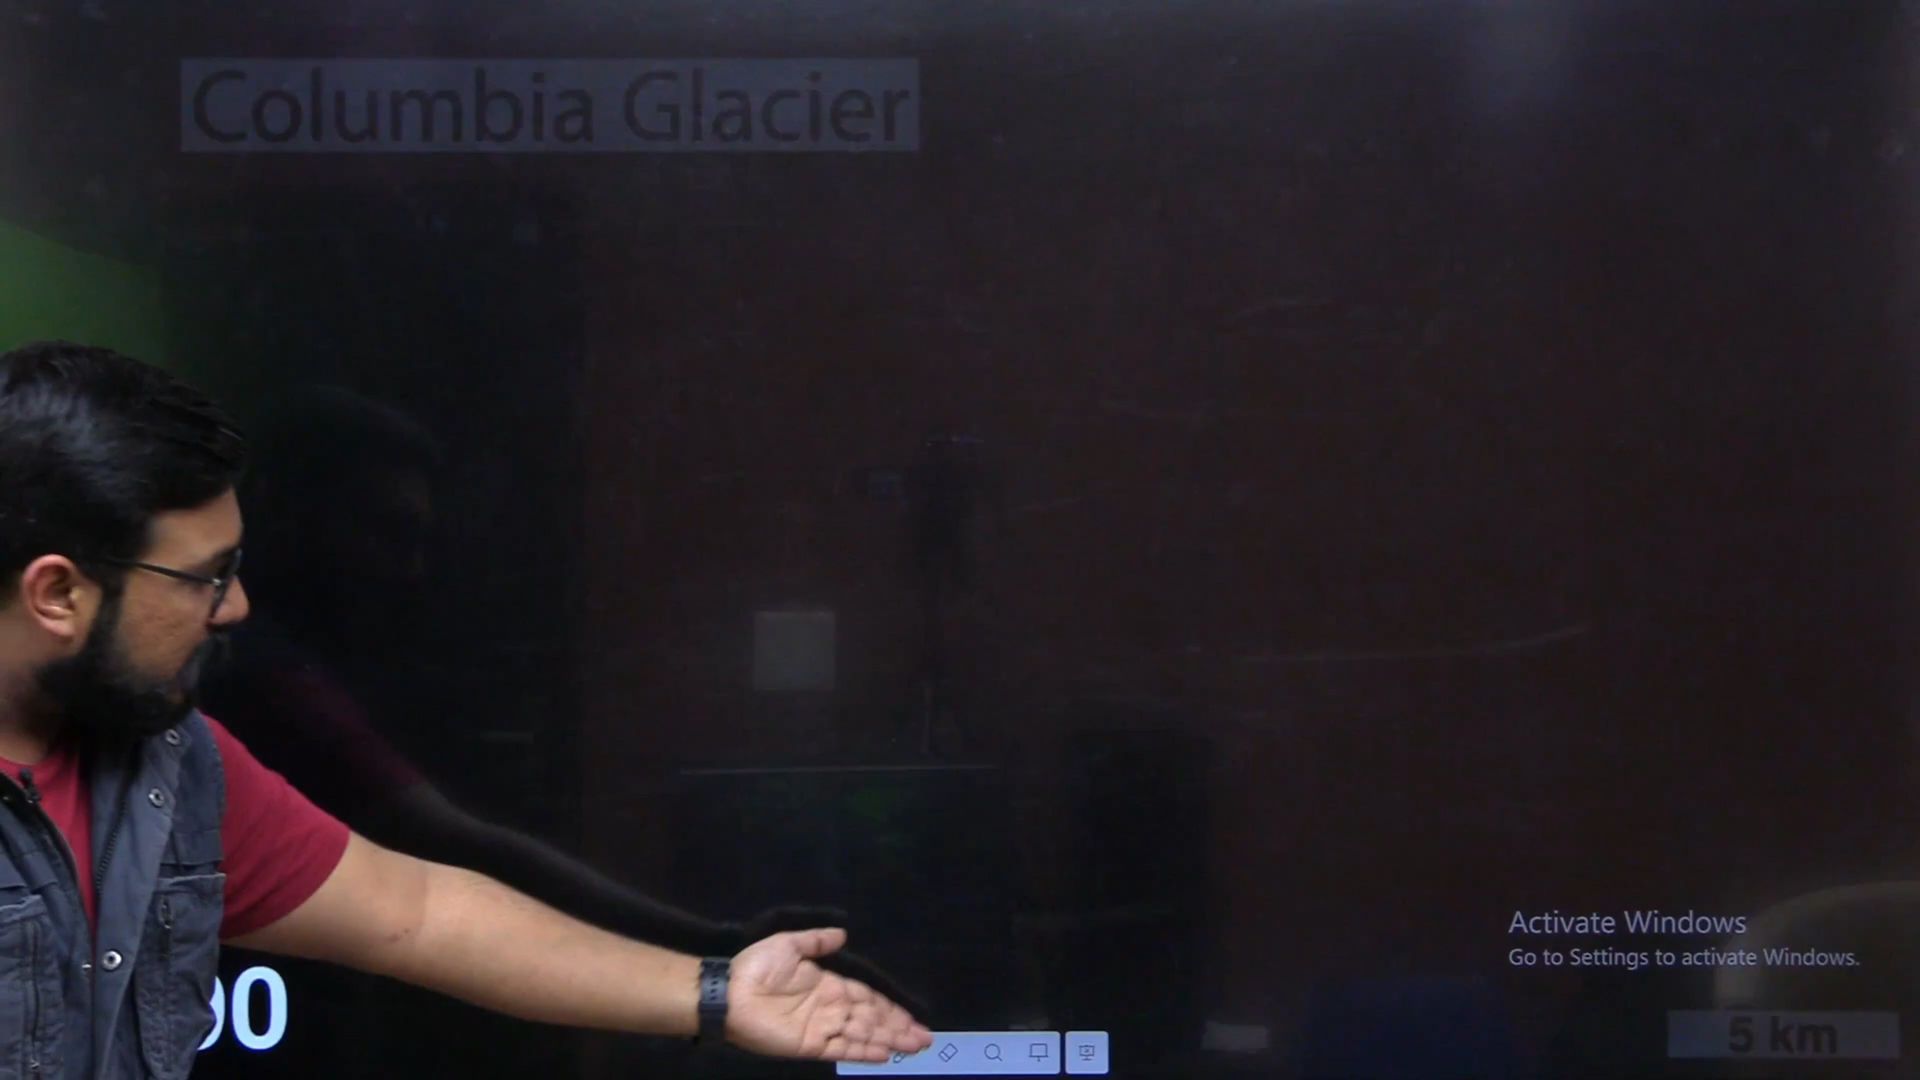 Columbia Glacier
Activate Windows
Go to Settings to activate Windows.
5 km